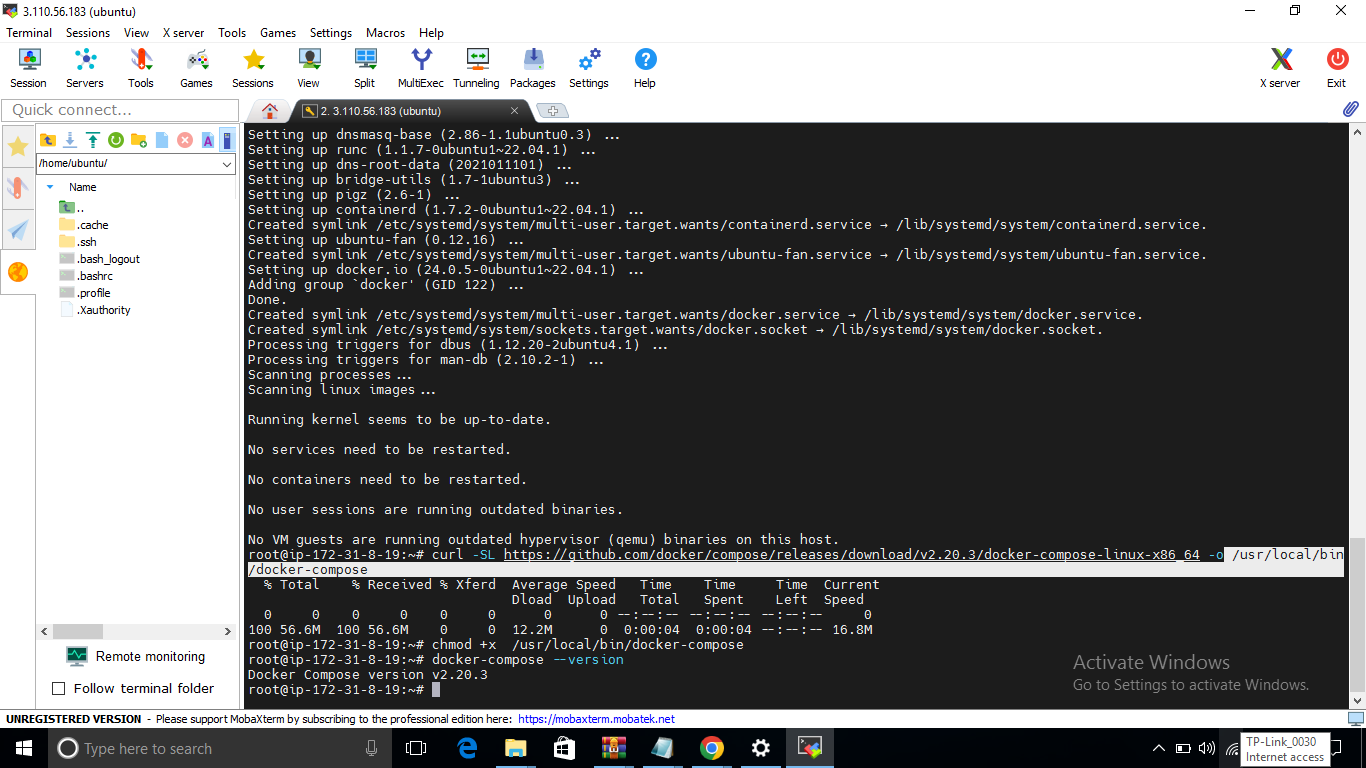 3.110.56.183 (ubuntu)
Terminal Sessions View X server Tools Games Settings Macros Help
Session Servers Tools Games Sessions View Split MultiExec Tunneling Packages Settings Help X server Exit
Quick connect...
2. 3.110.56.183 (ubuntu)
/home/ubuntu/
Name
..
.cache
.ssh
.bash_logout
.bashrc
.profile
.Xauthority
Remote monitoring
Follow terminal folder
Setting up dnsmasq-base (2.86-1.1ubuntu0.3) ...
Setting up runc (1.1.7-0ubuntu1~22.04.1) ...
Setting up dns-root-data (2021011101) ...
Setting up bridge-utils (1.7-1ubuntu3) ...
Setting up pigz (2.6-1) ...
Setting up containerd (1.7.2-0ubuntu1~22.04.1) ...
Created symlink /etc/systemd/system/multi-user.target.wants/containerd.service → /lib/systemd/system/containerd.service.
Setting up ubuntu-fan (0.12.16) ...
Created symlink /etc/systemd/system/multi-user.target.wants/ubuntu-fan.service → /lib/systemd/system/ubuntu-fan.service.
Setting up docker.io (24.0.5-0ubuntu1~22.04.1) ...
Adding group `docker' (GID 122) ...
Done.
Created symlink /etc/systemd/system/multi-user.target.wants/docker.service → /lib/systemd/system/docker.service.
Created symlink /etc/systemd/system/sockets.target.wants/docker.socket → /lib/systemd/system/docker.socket.
Processing triggers for dbus (1.12.20-2ubuntu4.1) ...
Processing triggers for man-db (2.10.2-1) ...
Scanning processes...
Scanning linux images...
Running kernel seems to be up-to-date.
No services need to be restarted.
No containers need to be restarted.
No user sessions are running outdated binaries.
No VM guests are running outdated hypervisor (qemu) binaries on this host.
root@ip-172-31-8-19:~# curl -SL https://github.com/docker/compose/releases/download/v2.20.3/docker-compose-linux-x86_64 -o /usr/local/bin
/docker-compose
% Total % Received % Xferd Average Speed Time Time Time Current
Dload Upload Total Spent Left Speed
0 0 0 0 0 0 0 0 --:--:-- --:--:-- --:--:-- 0
100 56.6M 100 56.6M 0 0 12.2M 0 0:00:04 0:00:04 --:--:-- 16.8M
root@ip-172-31-8-19:~# chmod +x /usr/local/bin/docker-compose
root@ip-172-31-8-19:~# docker-compose --version
Docker Compose version v2.20.3
root@ip-172-31-8-19:~#
Activate Windows
Go to Settings to activate Windows.
UNREGISTERED VERSION - Please support MobaXterm by subscribing to the professional edition here: https://mobaxterm.mobatek.net
Type here to search
TP-Link_0030
Internet access